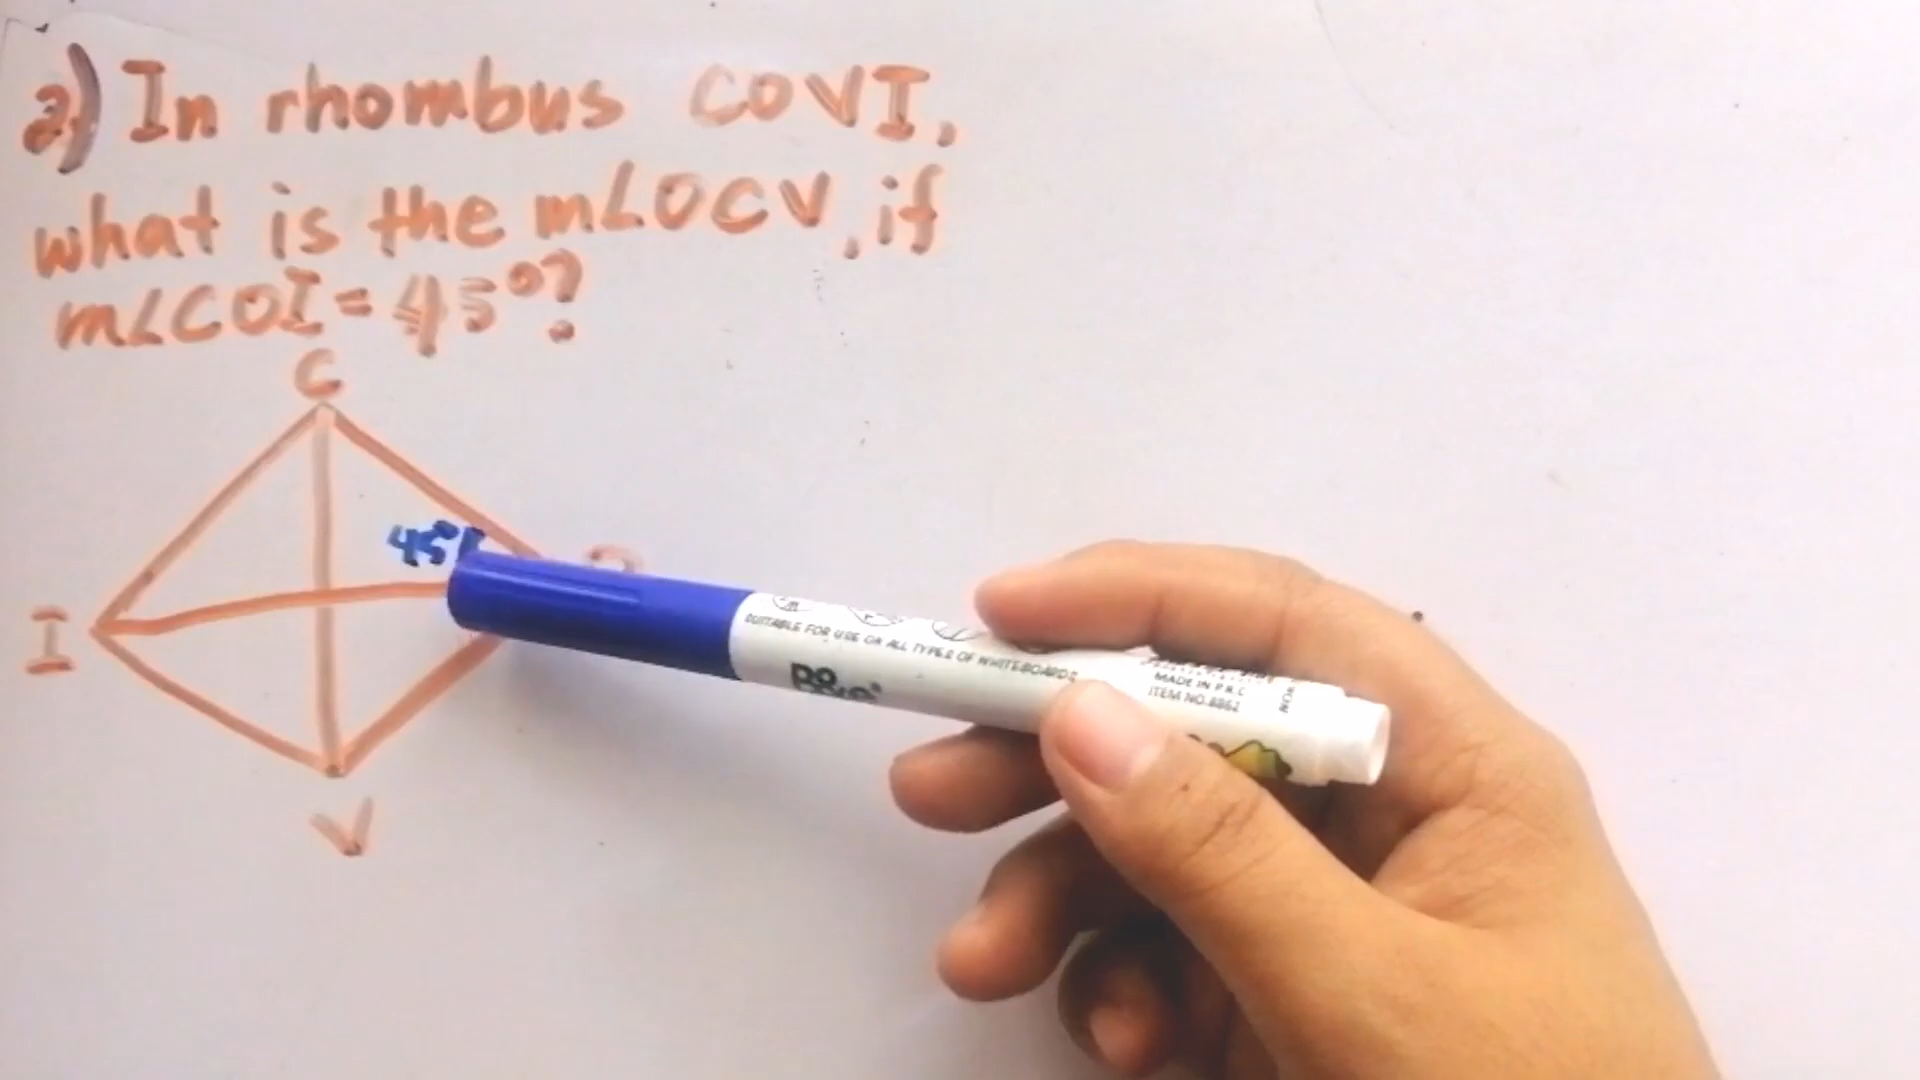 2) In rhombus COVI,
what is the m∠OCV, if
m∠COI = 45°?
C
45°
I
V
SUITABLE FOR USE ON ALL TYPES OF WHITEBOARDS
MADE IN P.R.C
ITEM NO.8862